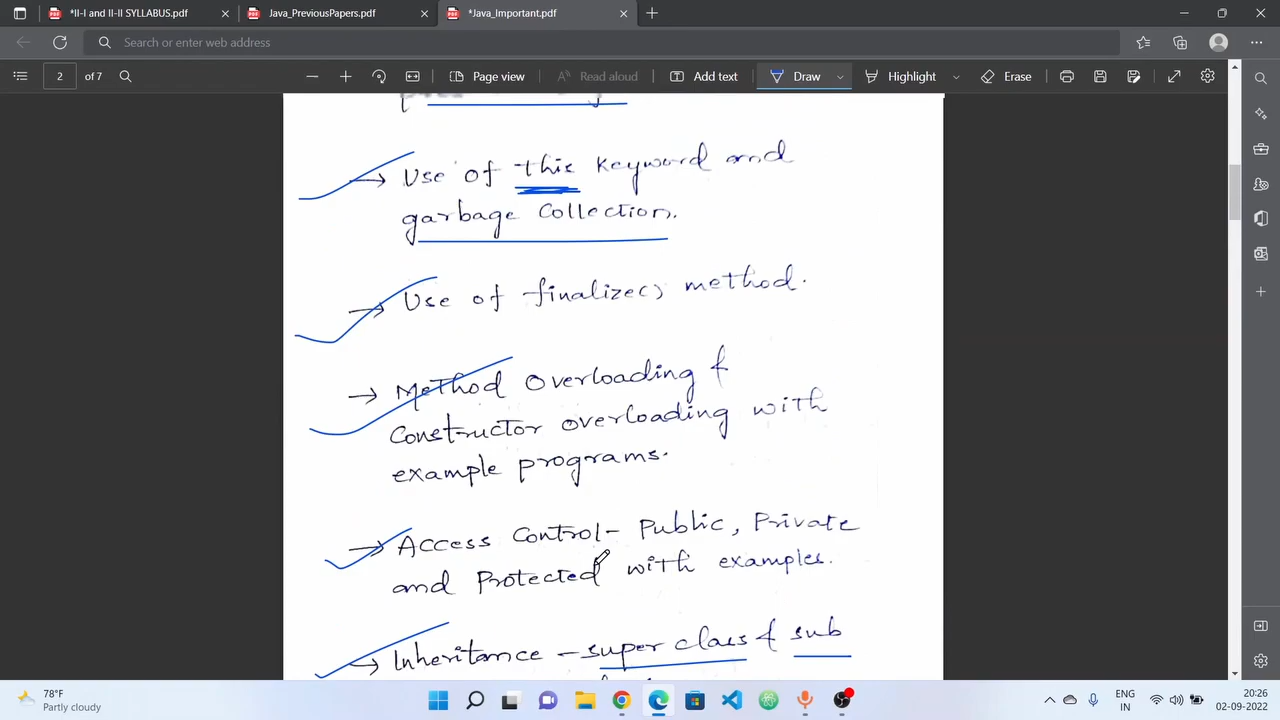 *II-I and II-II SYLLABUS.pdf
Java_PreviousPapers.pdf
*Java_Important.pdf
Search or enter web address
2 of 7
Page view
Read aloud
Add text
Draw
Highlight
Erase
→ Use of this keyword and
garbage Collection.
→ Use of finalize() method.
→ Method Overloading &
Constructor overloading with
example programs.
→ Access Control - Public, Private
and Protected with examples.
→ Inheritance - super class & sub
78°F
Partly cloudy
ENG
IN
20:26
02-09-2022